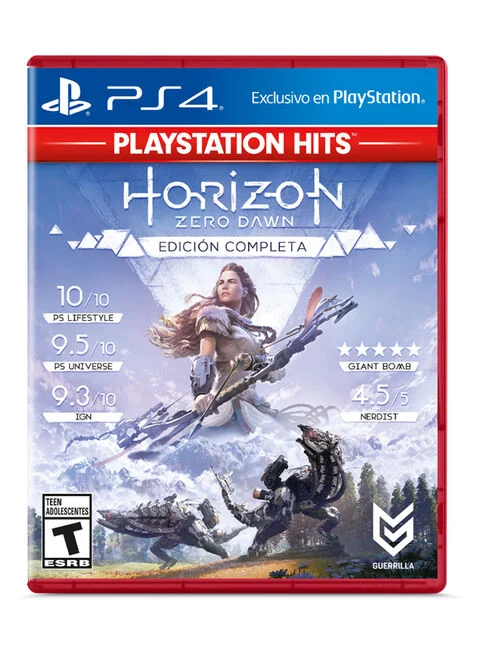 PS4
Exclusivo en PlayStation®
PLAYSTATION HITS™
HORIZON
ZERO DAWN
EDICIÓN COMPLETA
10/10
PS LIFESTYLE
9.5/10
PS UNIVERSE
9.3/10
IGN
GIANT BOMB
4.5/5
NERDIST
TEEN
ADOLESCENTES
T
ESRB
GUERRILLA